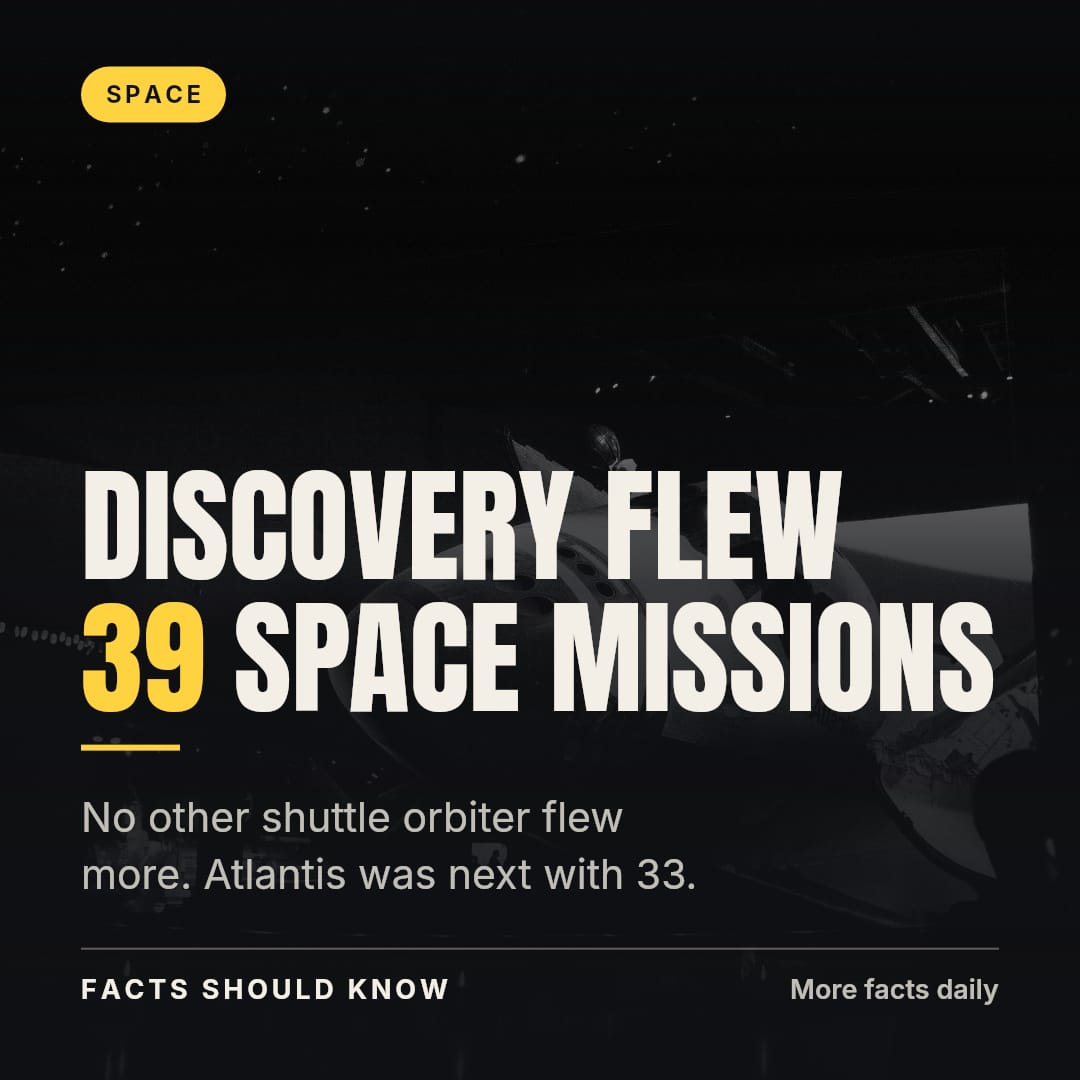 SPACE
DISCOVERY FLEW
39 SPACE MISSIONS
No other shuttle orbiter flew
more. Atlantis was next with 33.
FACTS SHOULD KNOW
More facts daily